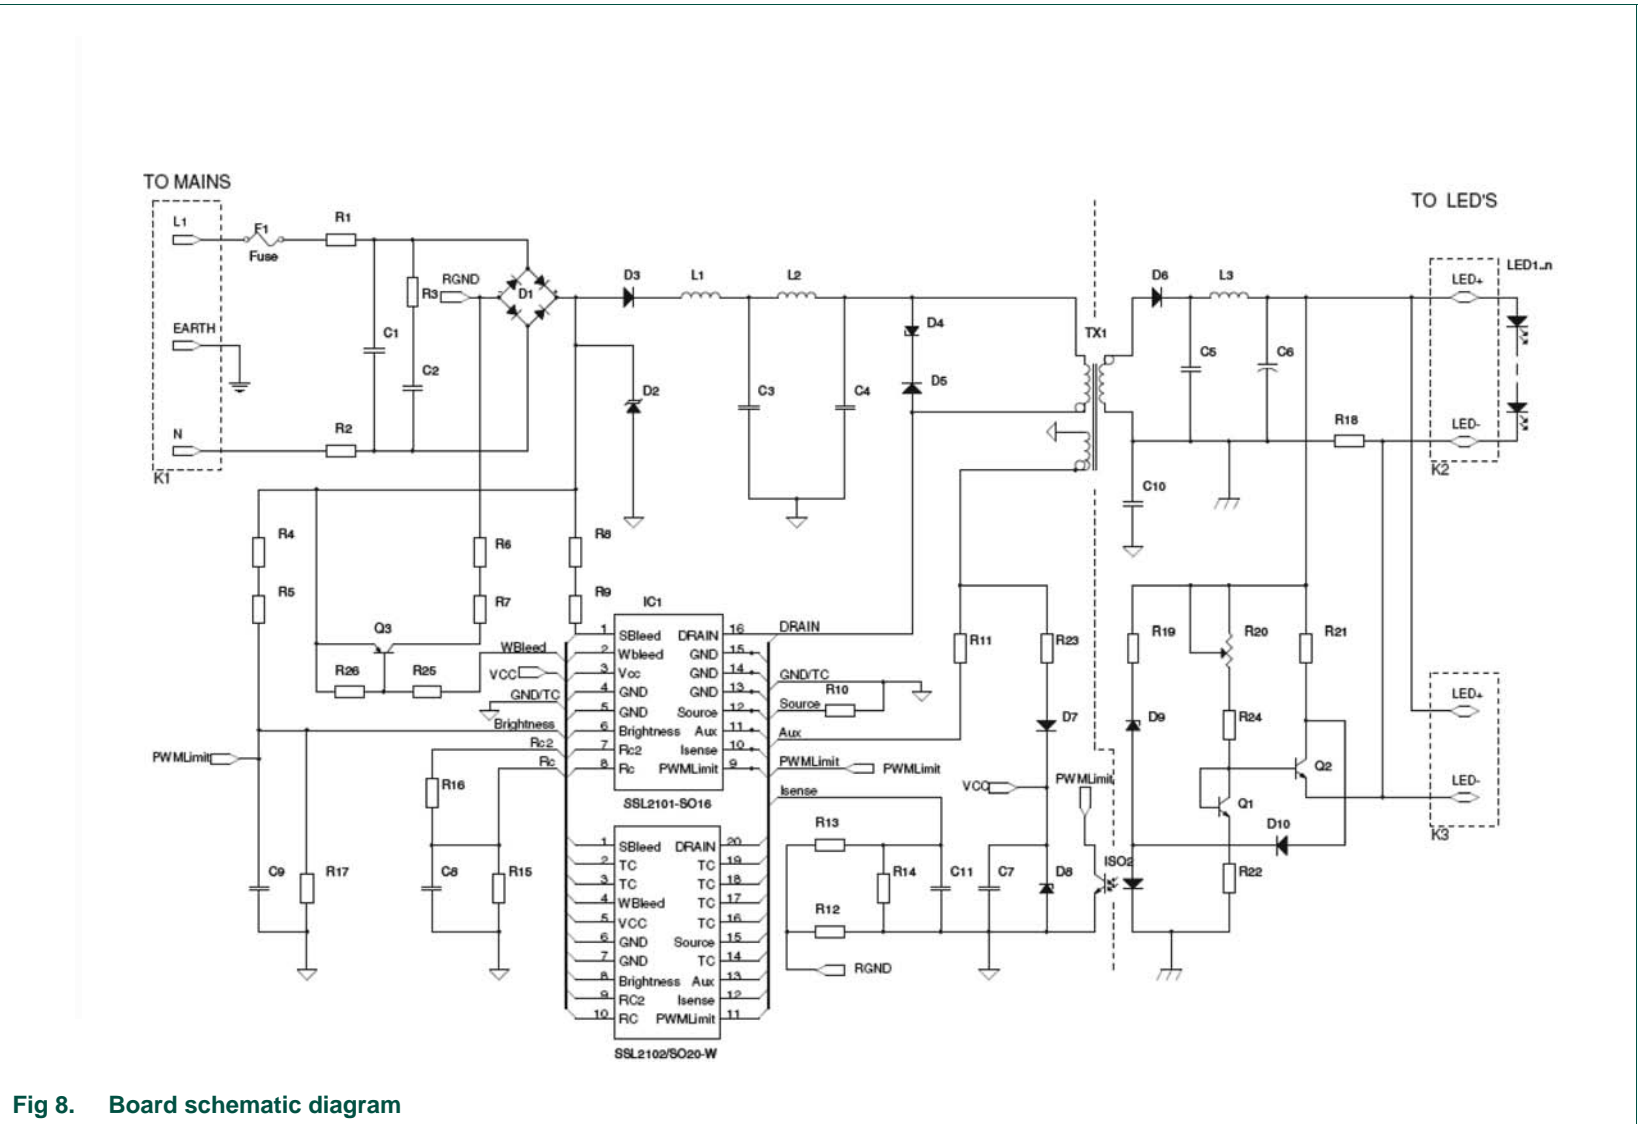 TO MAINS
TO LED'S
L1
F1
Fuse
R1
EARTH
N
K1
R2
C1
R3
C2
RGND
D1
D3
L1
L2
D2
C3
C4
D4
D5
TX1
D6
L3
C5
C6
R18
C10
LED+
LED-
K2
LED1..n
R4
R5
R6
R7
R8
R9
Q3
R26
R25
WBleed
VCC
GND/TC
Brightness
Rc2
Rc
PWMLimit
R16
C9
R17
C8
R15
IC1
1 SBleed DRAIN 16
2 Wbleed GND 15
3 Vcc GND 14
4 GND GND 13
5 GND Source 12
6 Brightness Aux 11
7 Rc2 Isense 10
8 Rc PWMLimit 9
SSL2101-SO16
1 SBleed DRAIN 20
2 TC TC 19
3 TC TC 18
4 WBleed TC 17
5 VCC TC 16
6 GND Source 15
7 GND TC 14
8 Brightness Aux 13
9 RC2 Isense 12
10 RC PWMLimit 11
SSL2102/SO20-W
DRAIN
GND/TC
R10
Source
Aux
PWMLimit
PWMLimit
Isense
R11
R23
D7
VCC
PWMLimit
R13
R14
C11
C7
D8
R12
RGND
ISO2
R19
R20
R21
D9
R24
Q2
Q1
D10
R22
LED+
LED-
K3
Fig 8. Board schematic diagram